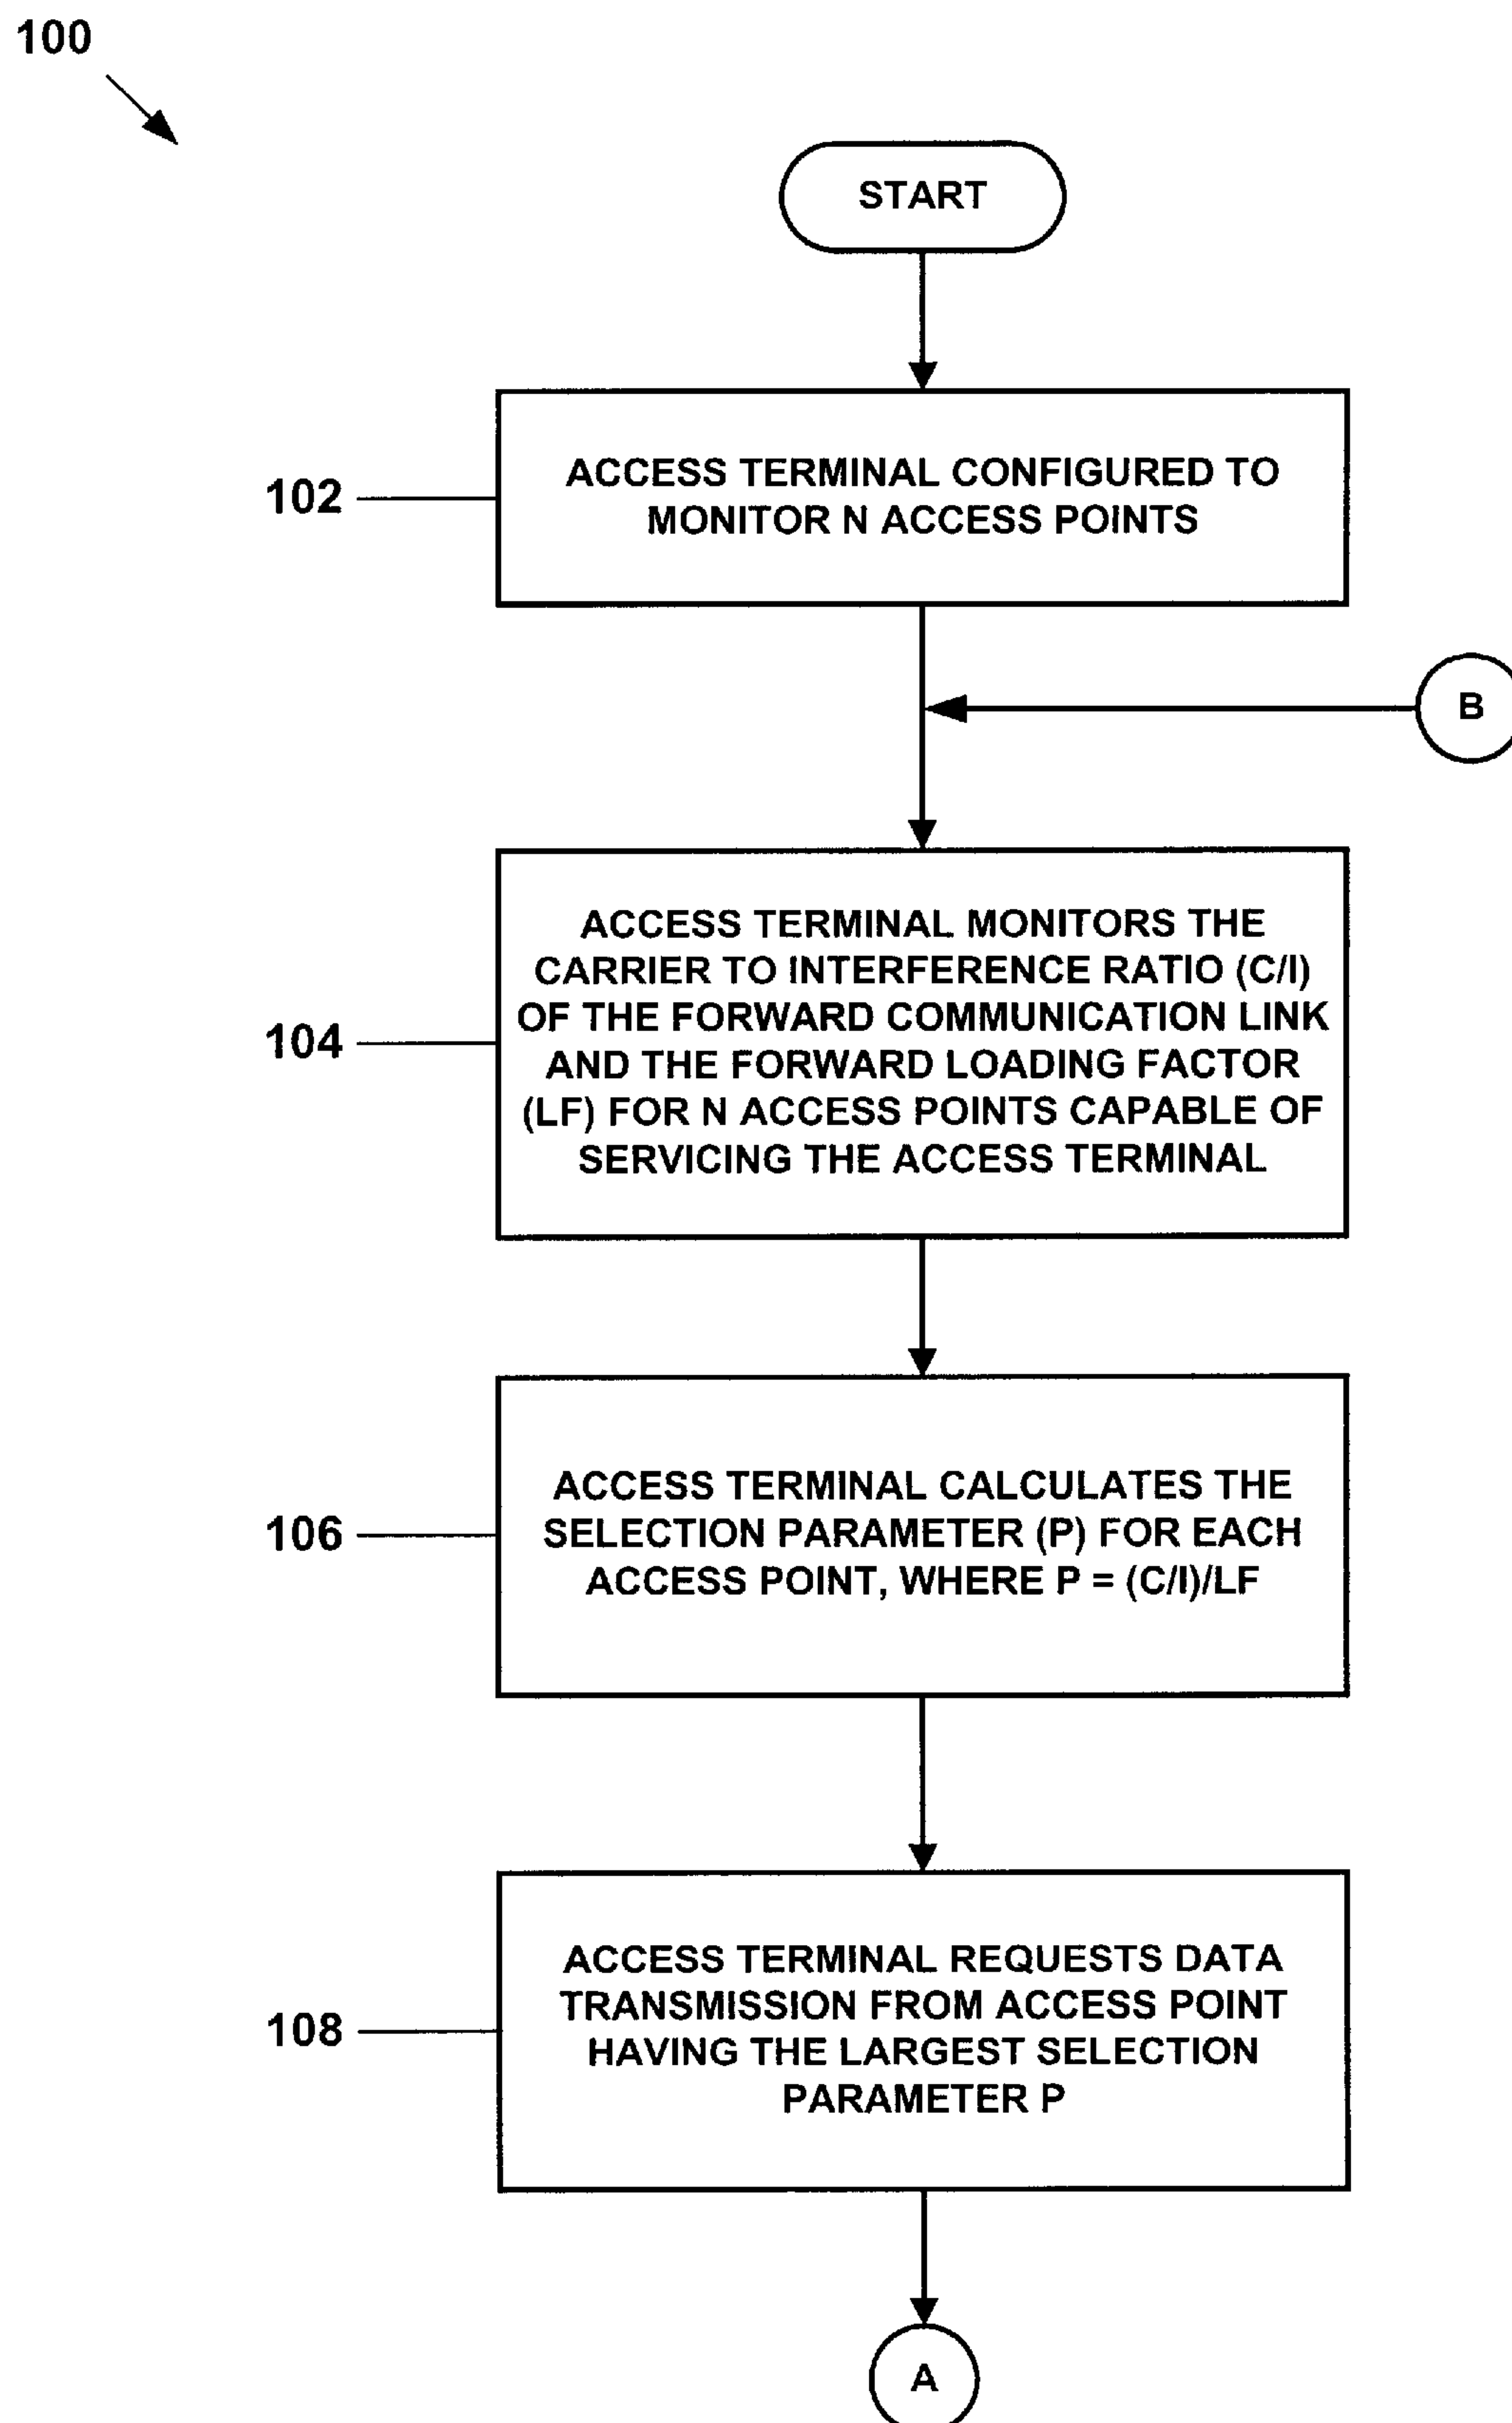 100
START
102
ACCESS TERMINAL CONFIGURED TO
MONITOR N ACCESS POINTS
B
104
ACCESS TERMINAL MONITORS THE
CARRIER TO INTERFERENCE RATIO (C/I)
OF THE FORWARD COMMUNICATION LINK
AND THE FORWARD LOADING FACTOR
(LF) FOR N ACCESS POINTS CAPABLE OF
SERVICING THE ACCESS TERMINAL
106
ACCESS TERMINAL CALCULATES THE
SELECTION PARAMETER (P) FOR EACH
ACCESS POINT, WHERE P = (C/I)/LF
108
ACCESS TERMINAL REQUESTS DATA
TRANSMISSION FROM ACCESS POINT
HAVING THE LARGEST SELECTION
PARAMETER P
A